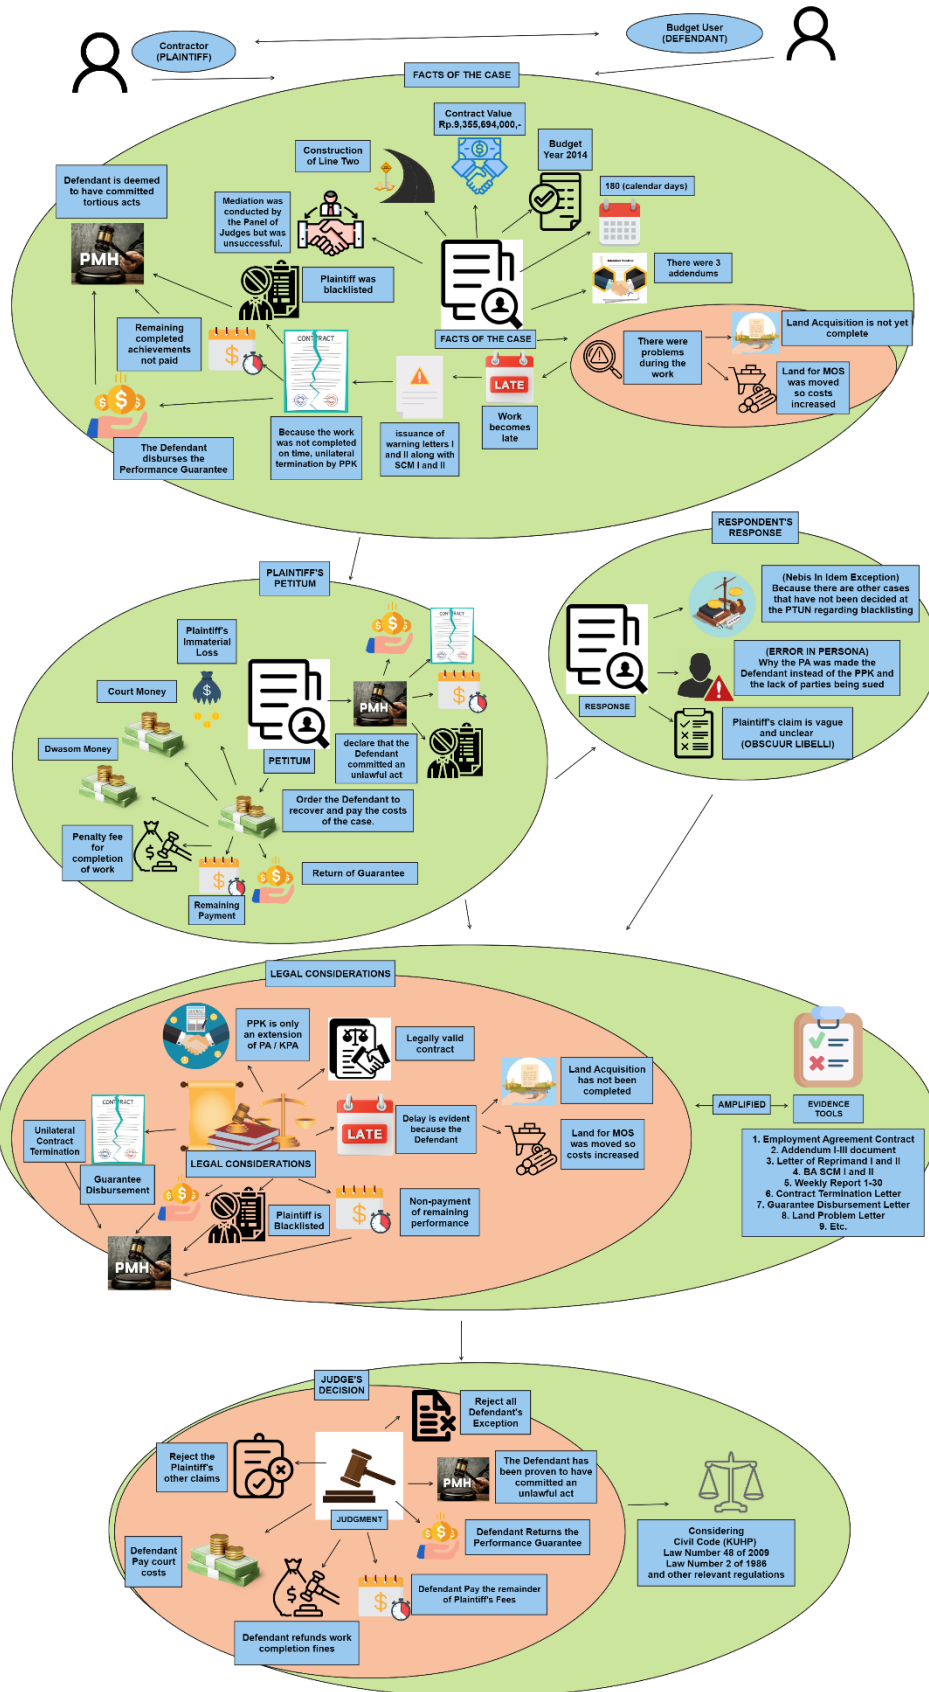 Contractor
(PLAINTIFF)
Budget User
(DEFENDANT)
FACTS OF THE CASE
Contract Value
Rp.9,355,694,000,-
Construction
of Line Two
Budget
Year 2014
Defendant is deemed
to have committed
tortious acts
PMH
Mediation was
conducted by
the Panel of
Judges but was
unsuccessful.
180 (calendar days)
There were 3
addendums
Plaintiff was
blacklisted
FACTS OF THE CASE
Land Acquisition is not yet
complete
There were
problems
during the
work
Land for MOS
was moved
so costs
increased
Remaining
completed
achievements
not paid
CONTRACT
LATE
Work
becomes
late
issuance of
warning letters I
and II along with
SCM I and II
Because the work
was not completed
on time, unilateral
termination by PPK
The Defendant
disburses the
Performance Guarantee
PLAINTIFF'S
PETITUM
Plaintiff's
Immaterial
Loss
Court Money
Dwasom Money
PETITUM
PMH
declare that the
Defendant
committed an
unlawful act
Order the Defendant to
recover and pay the costs
of the case.
Penalty fee
for
completion
of work
Remaining
Payment
Return of Guarantee
RESPONDENT'S
RESPONSE
(Nebis In Idem Exception)
Because there are other cases
that have not been decided at
the PTUN regarding blacklisting
(ERROR IN PERSONA)
Why the PA was made the
Defendant instead of the PPK and
the lack of parties being sued
RESPONSE
Plaintiff's claim is vague
and unclear
(OBSCUUR LIBELLI)
LEGAL CONSIDERATIONS
PPK is only
an extension
of PA / KPA
Legally valid
contract
Land Acquisition
has not been
completed
LATE
Delay is evident
because the
Defendant
Land for MOS
was moved so
costs increased
Unilateral
Contract
Termination
CONTRACT
Guarantee
Disbursement
LEGAL CONSIDERATIONS
Plaintiff is
Blacklisted
Non-payment
of remaining
performance
PMH
AMPLIFIED
EVIDENCE
TOOLS
1. Employment Agreement Contract
2. Addendum I-III document
3. Letter of Reprimand I and II
4. BA SCM I and II
5. Weekly Report 1-30
6. Contract Termination Letter
7. Guarantee Disbursement Letter
8. Land Problem Letter
9. Etc.
JUDGE'S
DECISION
Reject all
Defendant's
Exception
Reject the
Plaintiff's
other claims
JUDGMENT
PMH
The Defendant has
been proven to have
committed an
unlawful act
Defendant Returns the
Performance Guarantee
Defendant
Pay court
costs
Defendant Pay the remainder
of Plaintiff's Fees
Defendant refunds work
completion fines
Considering
Civil Code (KUHP)
Law Number 48 of 2009
Law Number 2 of 1986
and other relevant regulations